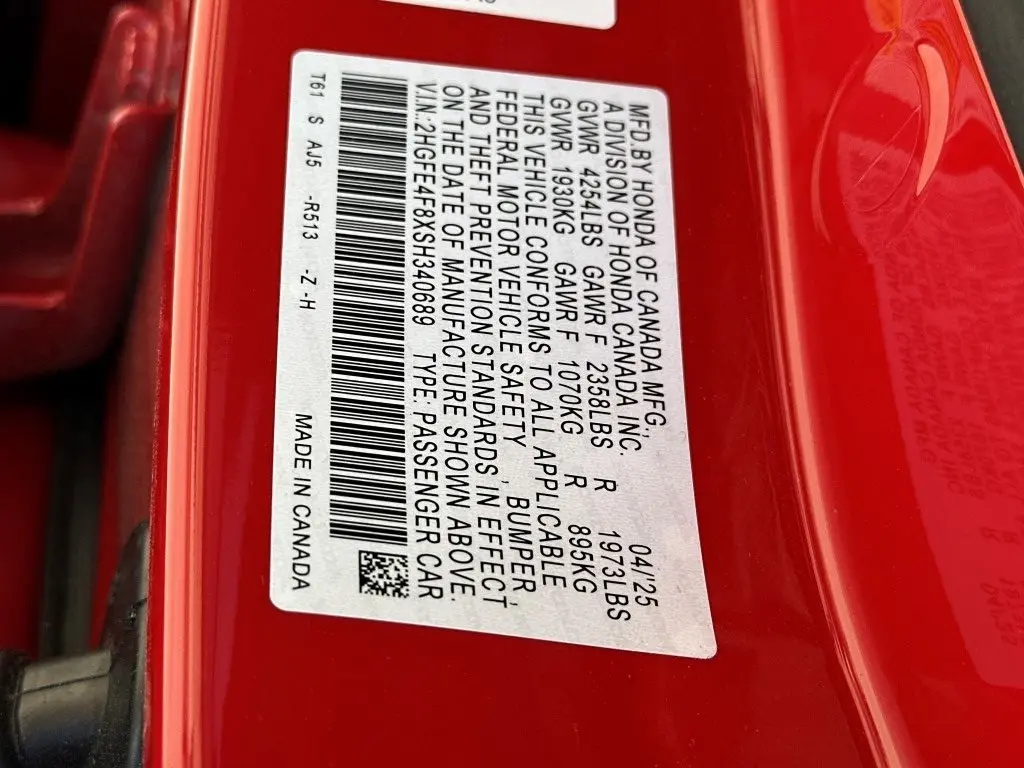 MFD.BY HONDA OF CANADA MFG.,
A DIVISION OF HONDA CANADA INC. 04/'25
GVWR 4254LBS GAWR F 2358LBS R 1973LBS
GVWR 1930KG GAWR F 1070KG R 895KG
THIS VEHICLE CONFORMS TO ALL APPLICABLE
FEDERAL MOTOR VEHICLE SAFETY , BUMPER ,
AND THEFT PREVENTION STANDARDS IN EFFECT
ON THE DATE OF MANUFACTURE SHOWN ABOVE.
V.I.N.:2HGFE4F8XSH340689 TYPE: PASSENGER CAR
T61 S AJ5 -R513 -Z -H MADE IN CANADA